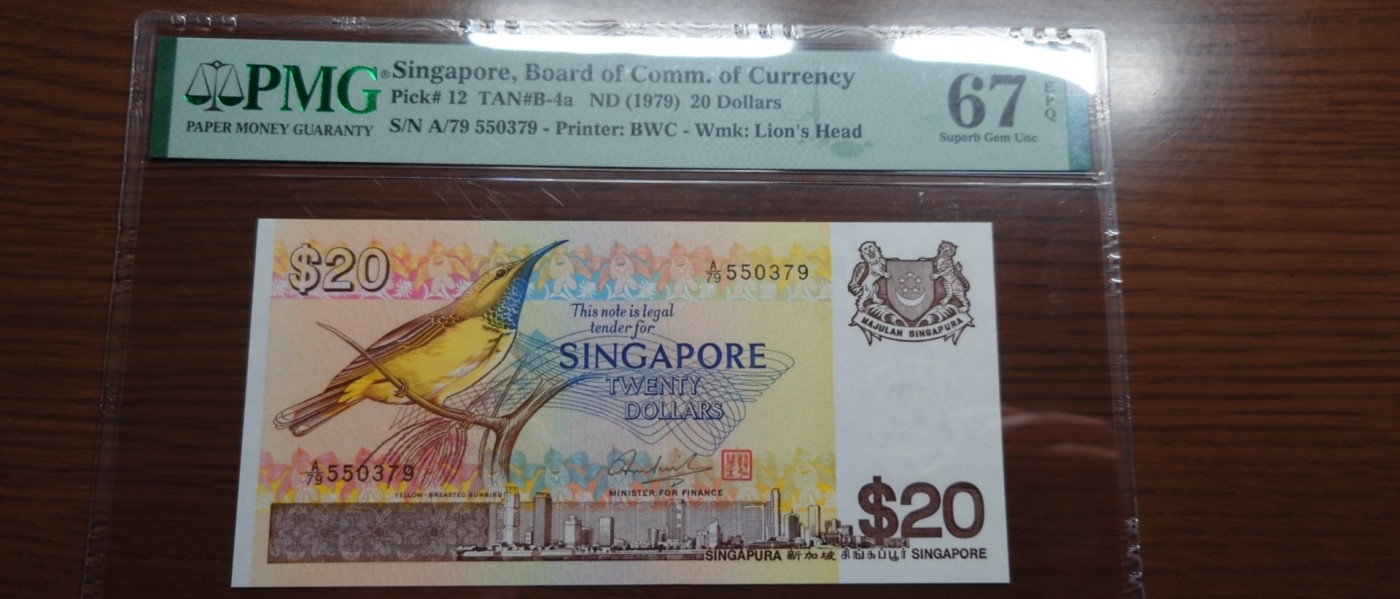 PMG®
PAPER MONEY GUARANTY
Singapore, Board of Comm. of Currency
Pick# 12 TAN#B-4a ND (1979) 20 Dollars
S/N A/79 550379 - Printer: BWC - Wmk: Lion's Head
67 EPQ
Superb Gem Unc
$20
A/79 550379
This note is legal
tender for
SINGAPORE
TWENTY
DOLLARS
MAJULAH SINGAPURA
A/79 550379
YELLOW-BREASTED SUNBIRD
MINISTER FOR FINANCE
$20
SINGAPURA 新加坡 சிங்கப்பூர் SINGAPORE